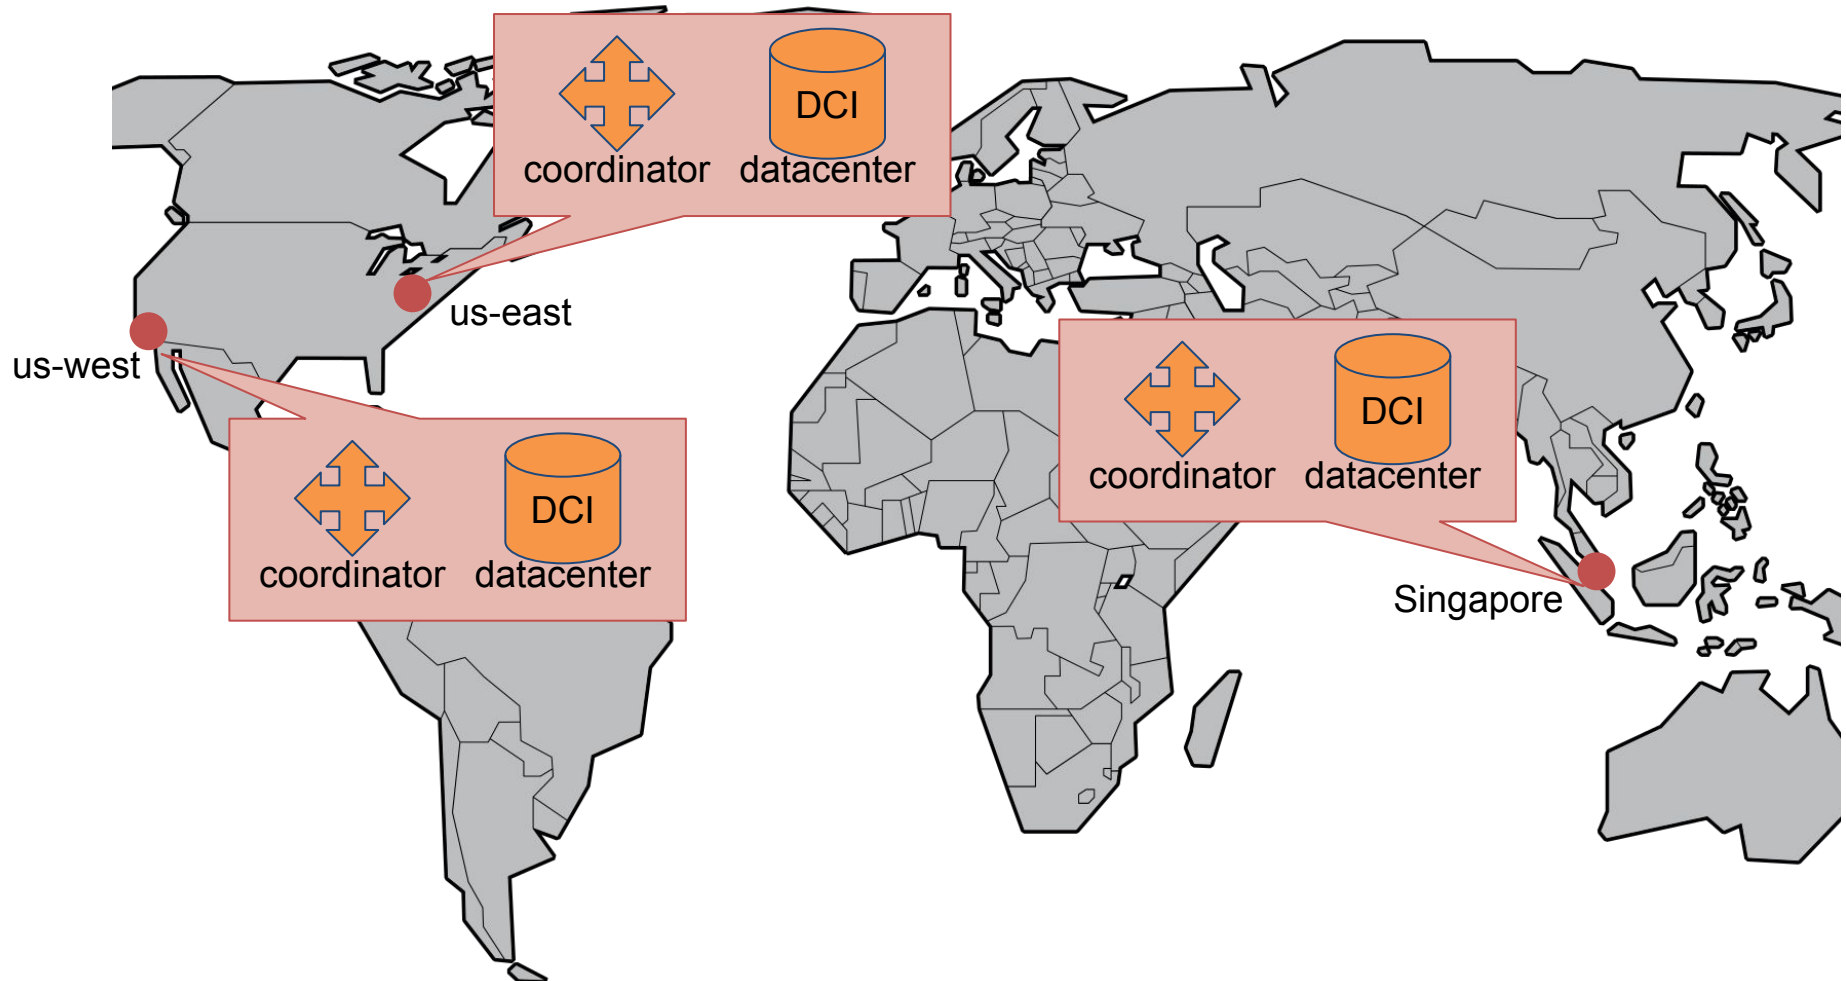 DCI
coordinator datacenter
us-east
us-west
DCI
coordinator datacenter
DCI
coordinator datacenter
Singapore